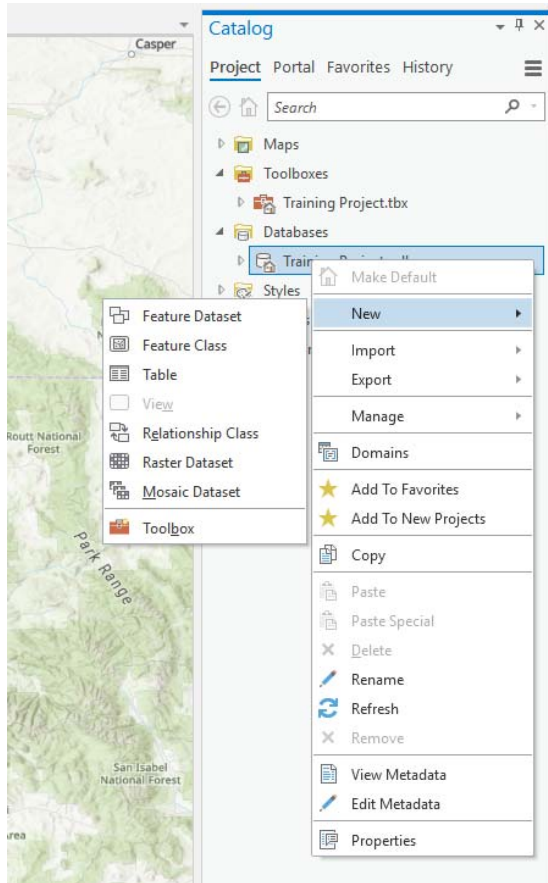 Casper
Routt National
Forest
Park Range
San Isabel
National Forest
Area
Catalog
Project Portal Favorites History
Search
Maps
Toolboxes
Training Project.tbx
Databases
Styles
Make Default
New
Import
Export
Manage
Domains
Add To Favorites
Add To New Projects
Copy
Paste
Paste Special
Delete
Rename
Refresh
Remove
View Metadata
Edit Metadata
Properties
Feature Dataset
Feature Class
Table
View
Relationship Class
Raster Dataset
Mosaic Dataset
Toolbox